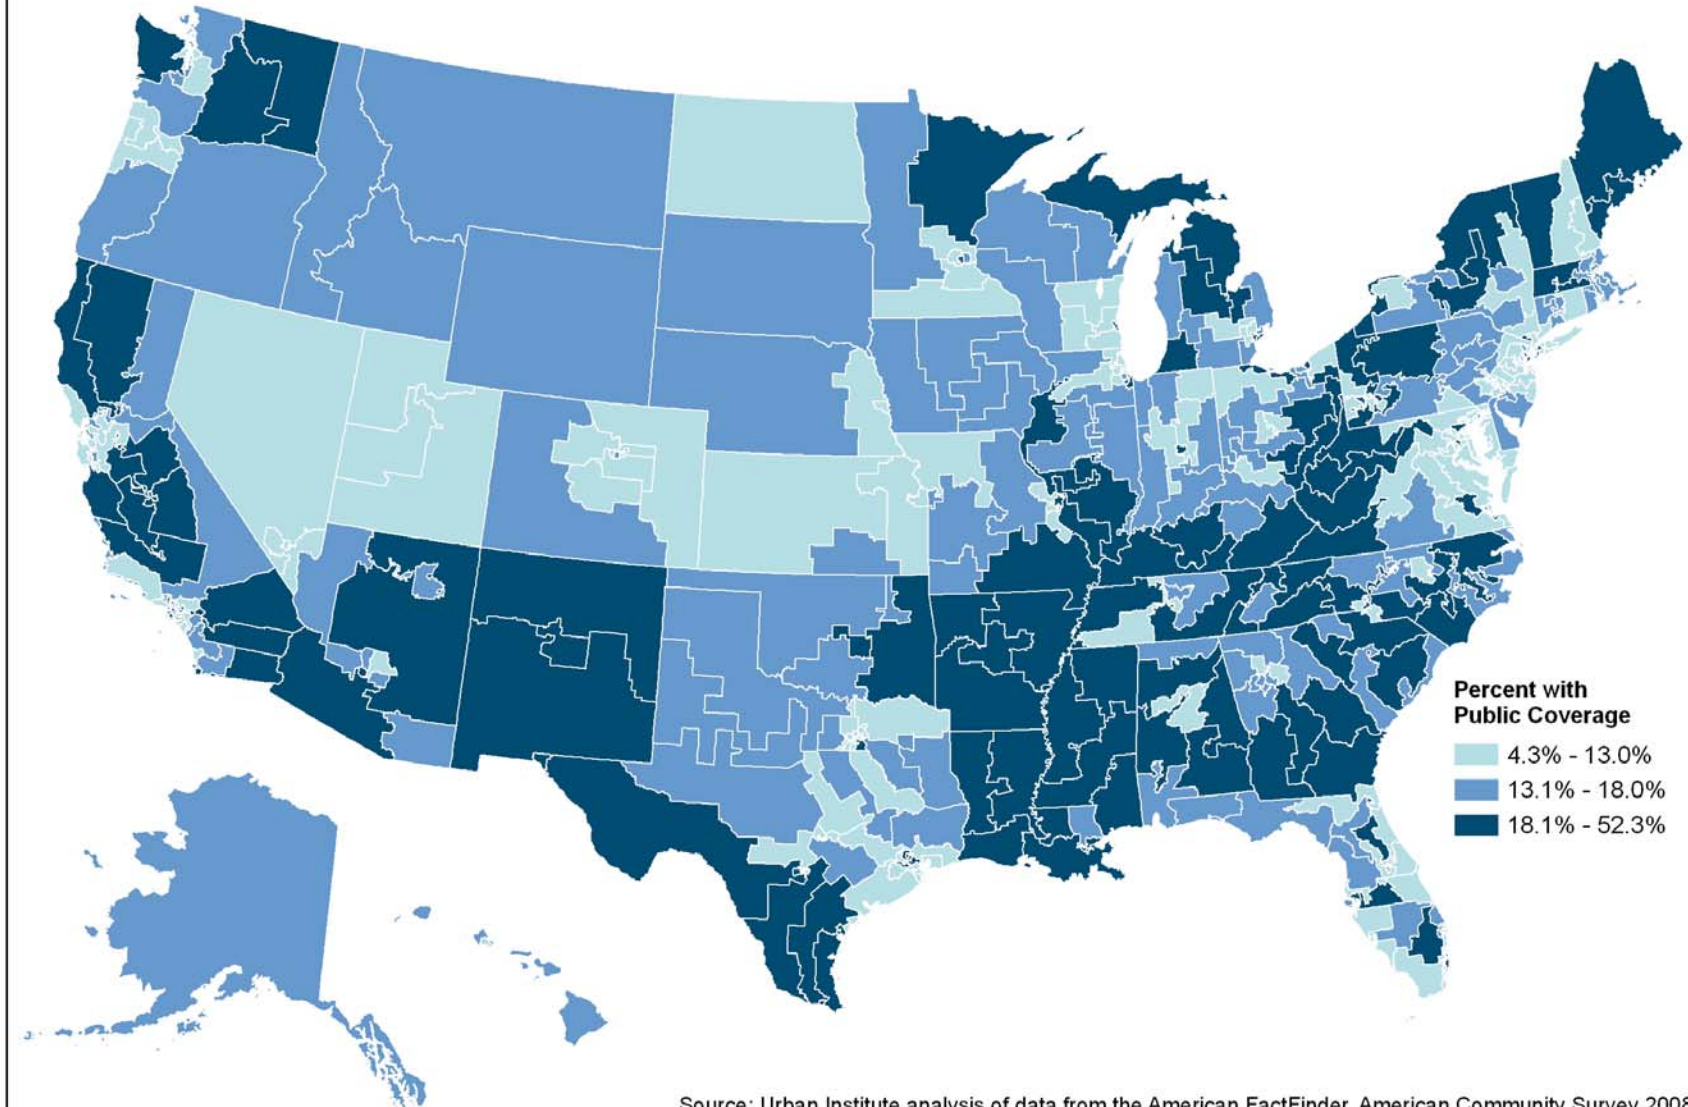 Percent with
Public Coverage
4.3% - 13.0%
13.1% - 18.0%
18.1% - 52.3%
Source: Urban Institute analysis of data from the American FactFinder, American Community Survey 2008